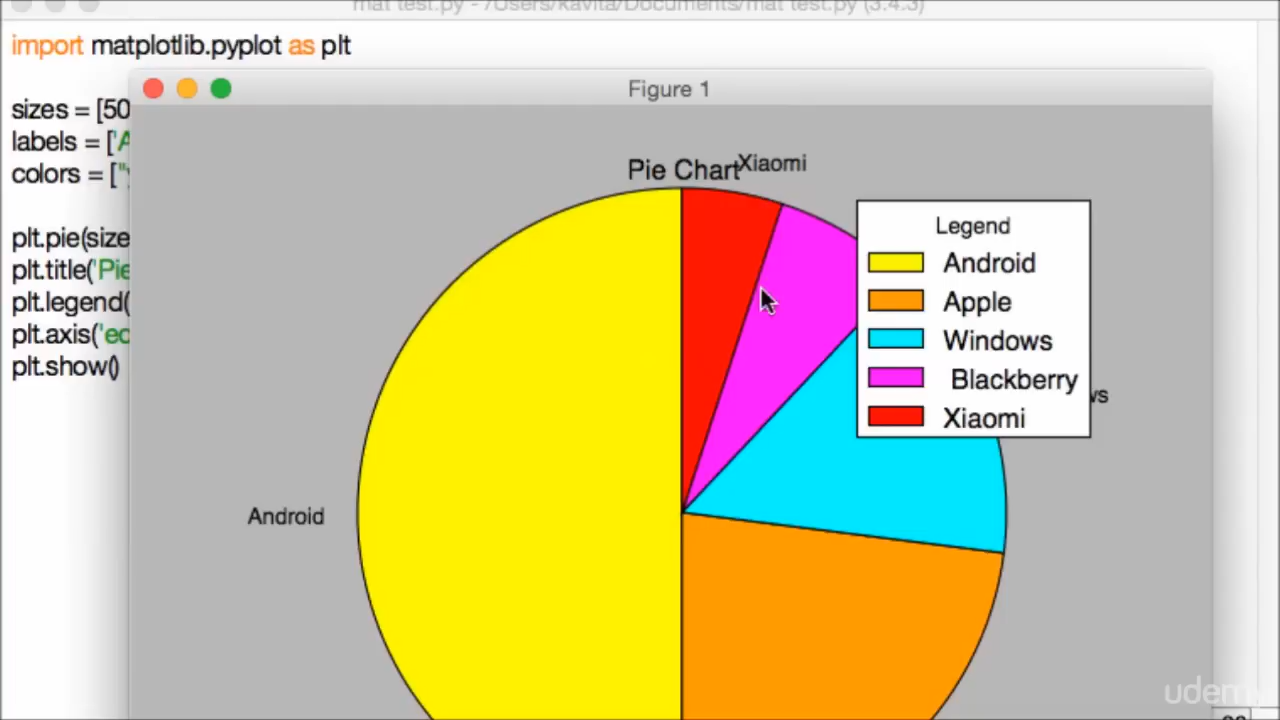 mat test.py - /Users/kavita/Documents/mat test.py (3.4.3)
import matplotlib.pyplot as plt
Figure 1
sizes = [50
labels = ['A
colors = ["y
plt.pie(size
plt.title('Pie
plt.legend(
plt.axis('eq
plt.show()
Pie Chart
Xiaomi
Legend
Android
Apple
Windows
Blackberry
Xiaomi
ws
Android
udemy